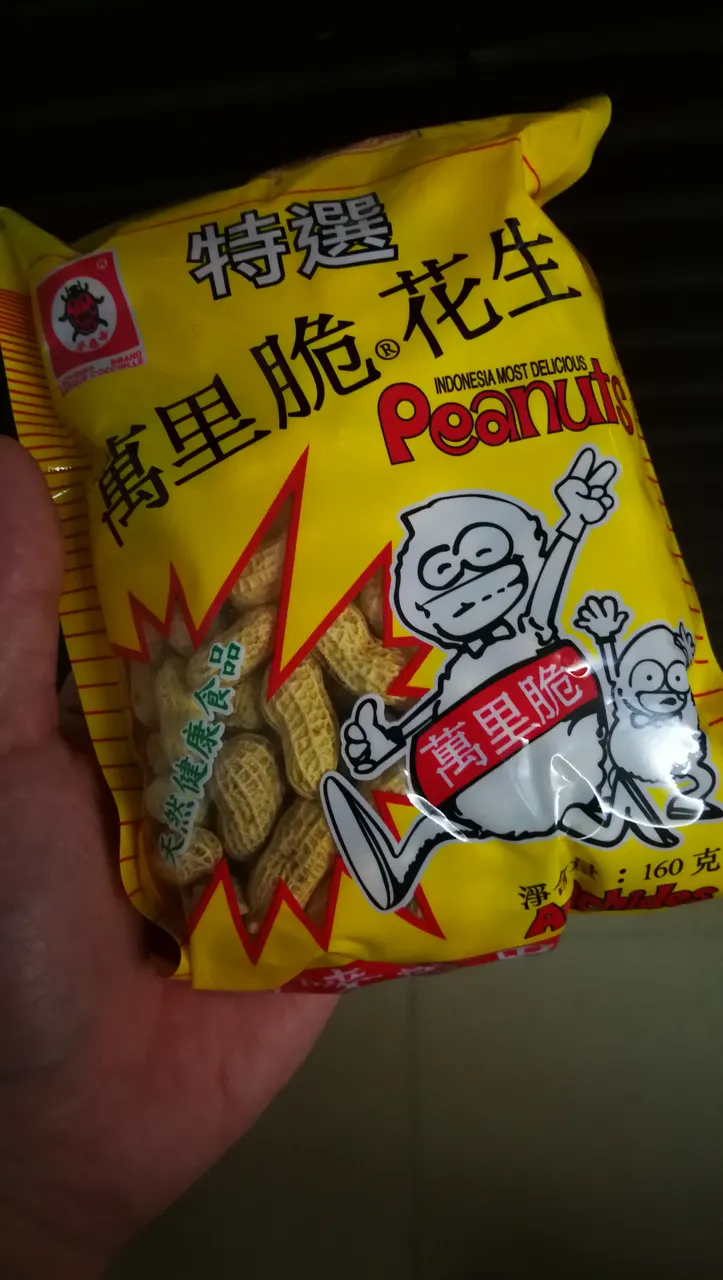 特選
萬里脆®花生
INDONESIA MOST DELICIOUS
Peanuts
BRAND
天然健康食品
萬里脆
160 克